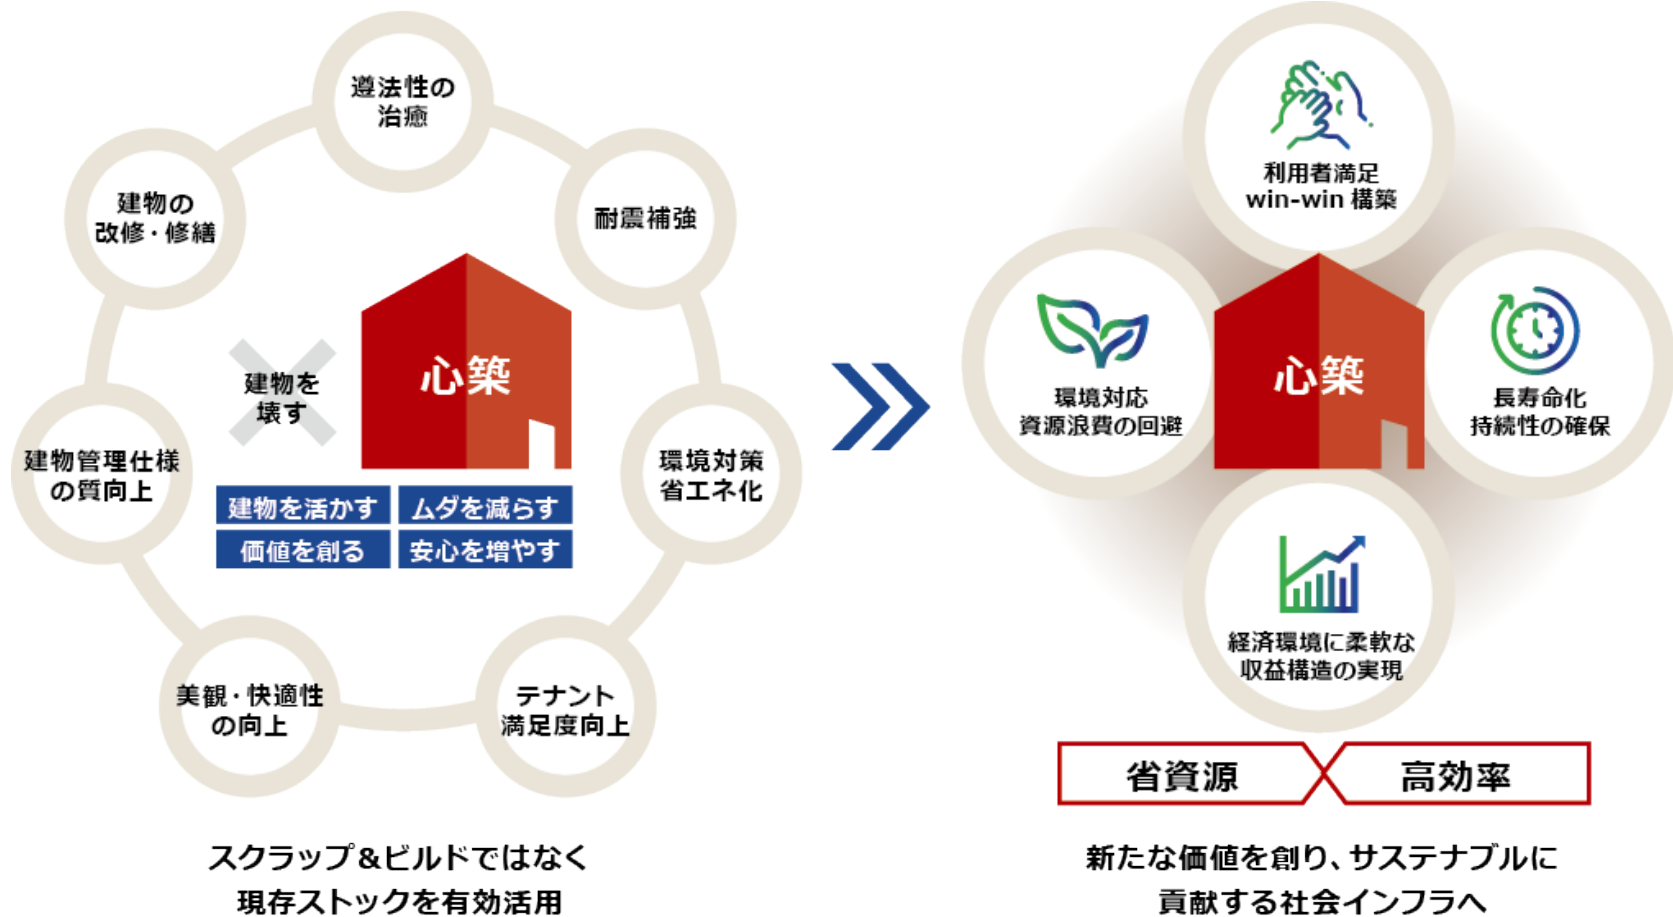 遵法性の
治癒
建物の
改修・修繕
耐震補強
建物を
壊す
心築
建物管理仕様
の質向上
環境対策
省エネ化
建物を活かす
ムダを減らす
価値を創る
安心を増やす
美観・快適性
の向上
テナント
満足度向上
スクラップ&ビルドではなく
現存ストックを有効活用
利用者満足
win-win 構築
環境対応
資源浪費の回避
心築
長寿命化
持続性の確保
経済環境に柔軟な
収益構造の実現
省資源
高効率
新たな価値を創り、サステナブルに
貢献する社会インフラへ